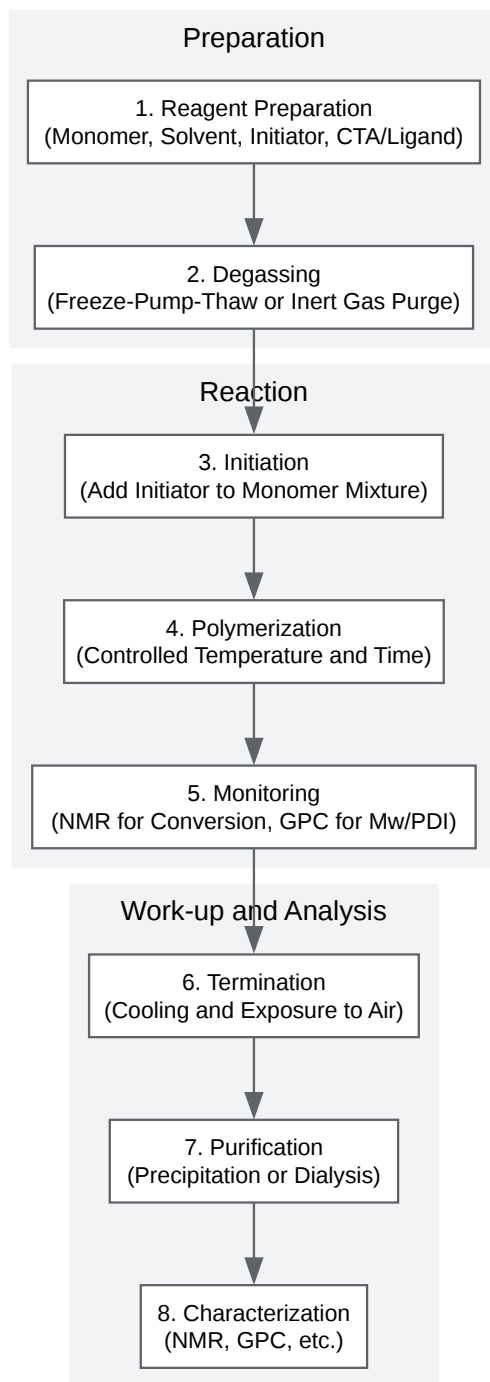 Preparation
1. Reagent Preparation
(Monomer, Solvent, Initiator, CTA/Ligand)
2. Degassing
(Freeze-Pump-Thaw or Inert Gas Purge)
Reaction
3. Initiation
(Add Initiator to Monomer Mixture)
4. Polymerization
(Controlled Temperature and Time)
5. Monitoring
(NMR for Conversion, GPC for Mw/PDI)
Work-up and Analysis
6. Termination
(Cooling and Exposure to Air)
7. Purification
(Precipitation or Dialysis)
8. Characterization
(NMR, GPC, etc.)